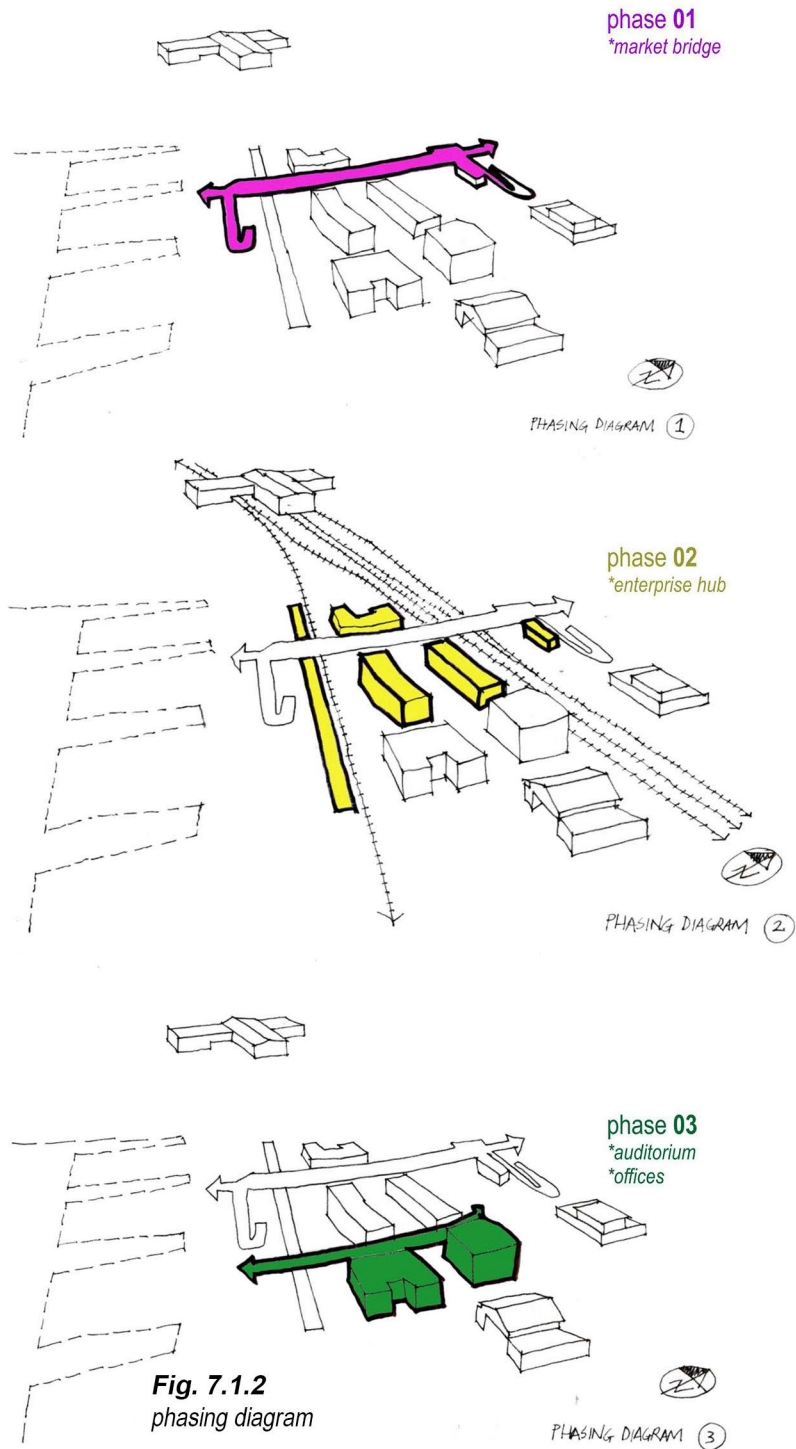 phase 01
*market bridge
Z
PHASING DIAGRAM 1
phase 02
*enterprise hub
Z
PHASING DIAGRAM 2
phase 03
*auditorium
*offices
Z
Fig. 7.1.2
phasing diagram
PHASING DIAGRAM 3